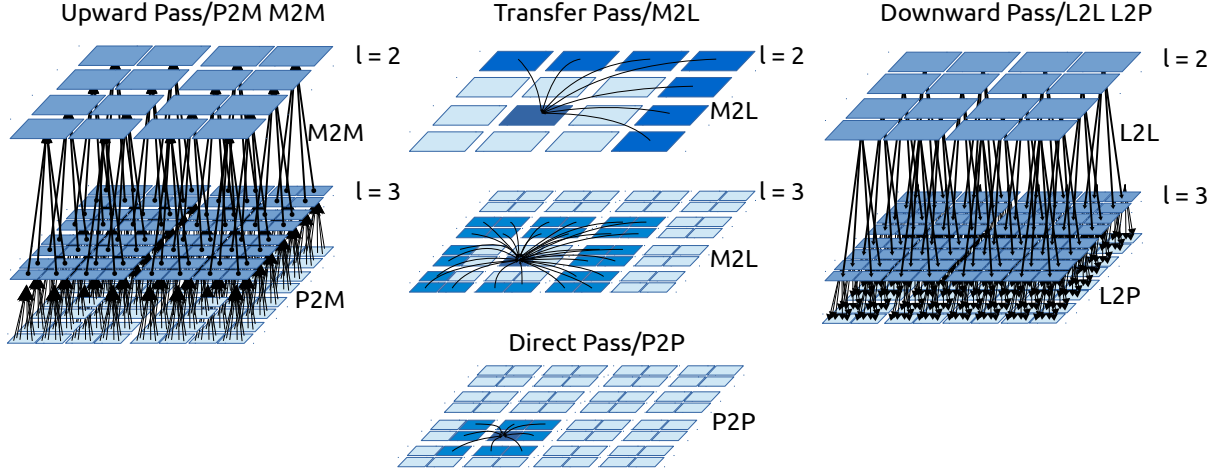 Upward Pass/P2M M2M
l = 2
M2M
l = 3
P2M
Transfer Pass/M2L
l = 2
M2L
l = 3
M2L
Direct Pass/P2P
P2P
Downward Pass/L2L L2P
l = 2
L2L
l = 3
L2P